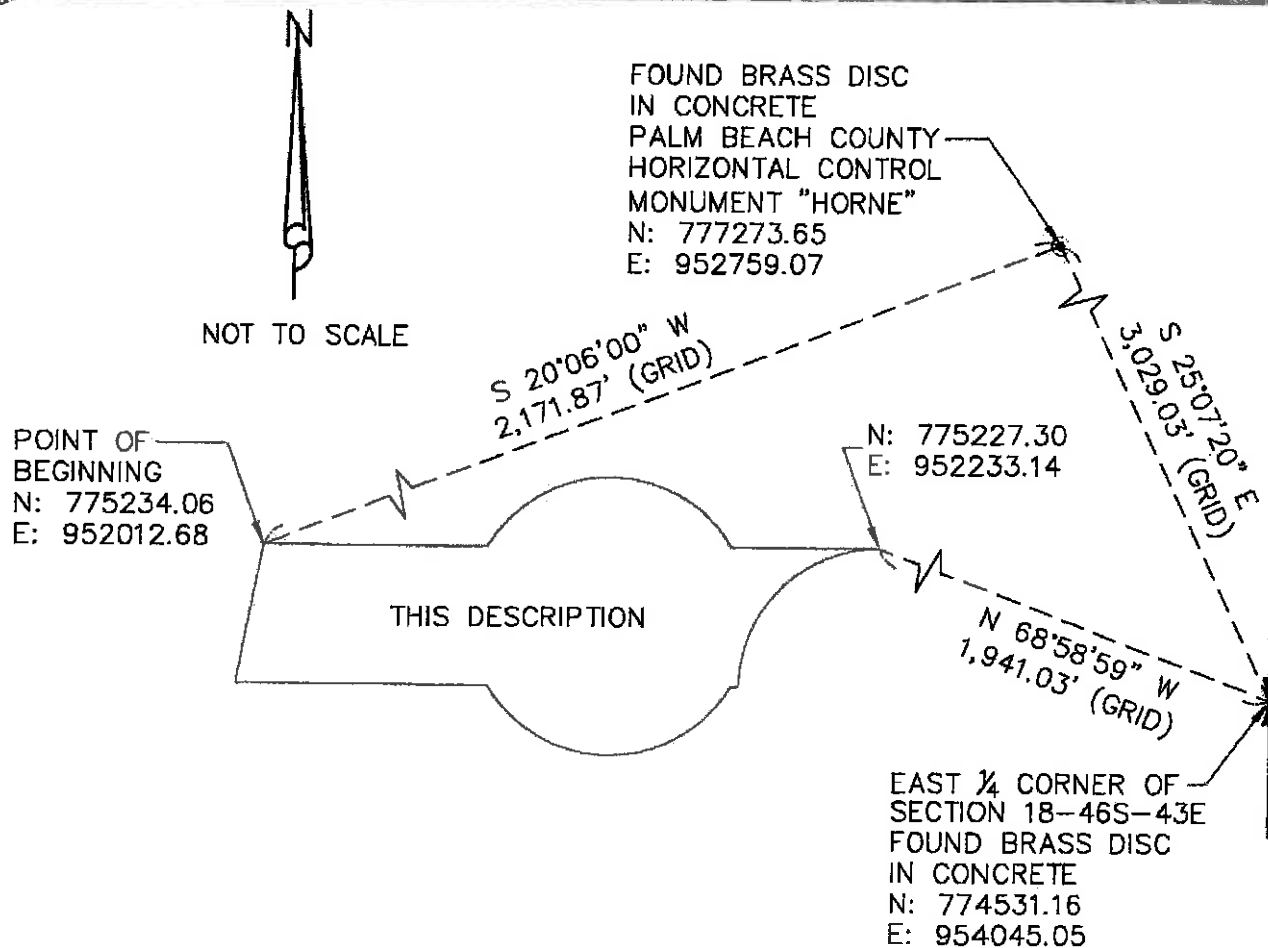 N
NOT TO SCALE
FOUND BRASS DISC
IN CONCRETE
PALM BEACH COUNTY
HORIZONTAL CONTROL
MONUMENT "HORNE"
N: 777273.65
E: 952759.07
S 20°06'00" W
2,171.87' (GRID)
S 25°07'20" E
3,029.03' (GRID)
POINT OF
BEGINNING
N: 775234.06
E: 952012.68
N: 775227.30
E: 952233.14
THIS DESCRIPTION
N 68°58'59" W
1,941.03' (GRID)
EAST ¼ CORNER OF
SECTION 18-46S-43E
FOUND BRASS DISC
IN CONCRETE
N: 774531.16
E: 954045.05